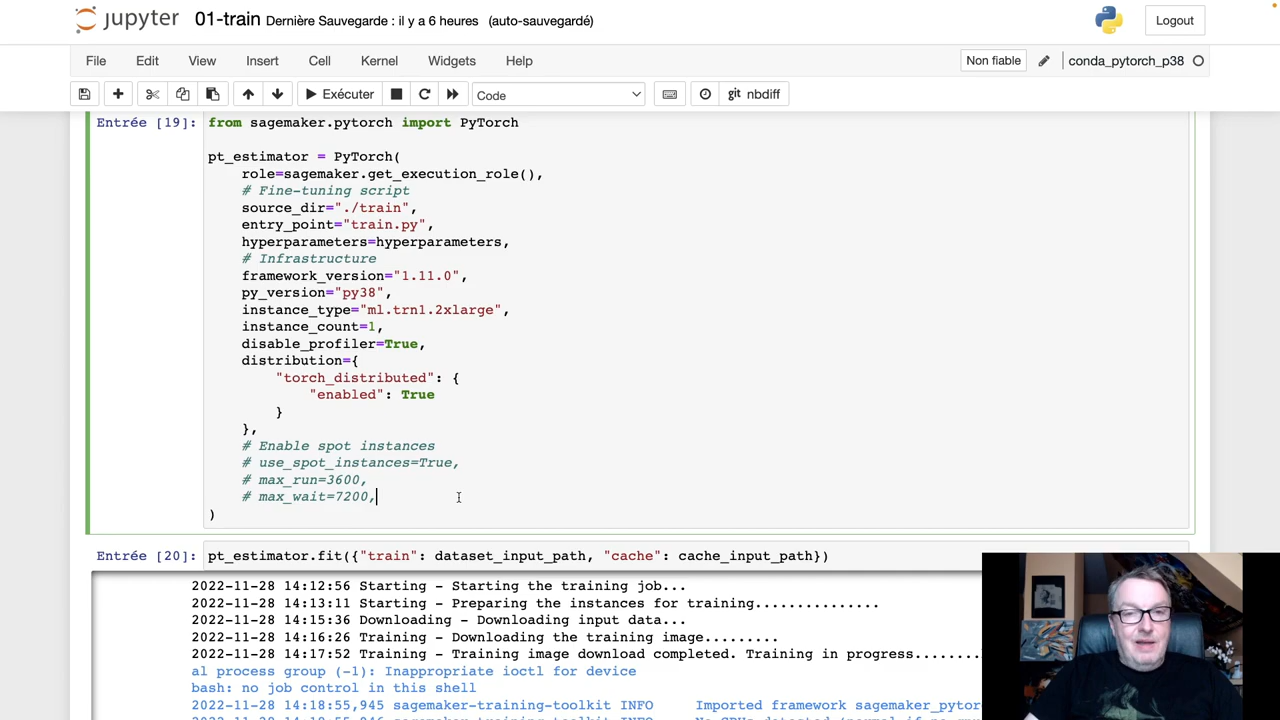 jupyter 01-train Dernière Sauvegarde : il y a 6 heures (auto-sauvegardé) Logout
File Edit View Insert Cell Kernel Widgets Help Non fiable conda_pytorch_p38
Exécuter Code git nbdiff
Entrée [19]: from sagemaker.pytorch import PyTorch
pt_estimator = PyTorch(
role=sagemaker.get_execution_role(),
# Fine-tuning script
source_dir="./train",
entry_point="train.py",
hyperparameters=hyperparameters,
# Infrastructure
framework_version="1.11.0",
py_version="py38",
instance_type="ml.trn1.2xlarge",
instance_count=1,
disable_profiler=True,
distribution={
"torch_distributed": {
"enabled": True
}
},
# Enable spot instances
# use_spot_instances=True,
# max_run=3600,
# max_wait=7200,
)
Entrée [20]: pt_estimator.fit({"train": dataset_input_path, "cache": cache_input_path})
2022-11-28 14:12:56 Starting - Starting the training job...
2022-11-28 14:13:11 Starting - Preparing the instances for training...............
2022-11-28 14:15:36 Downloading - Downloading input data...
2022-11-28 14:16:26 Training - Downloading the training image.........
2022-11-28 14:17:52 Training - Training image download completed. Training in progress.......
al process group (-1): Inappropriate ioctl for device
bash: no job control in this shell
2022-11-28 14:18:55,945 sagemaker-training-toolkit INFO Imported framework sagemaker_pytor